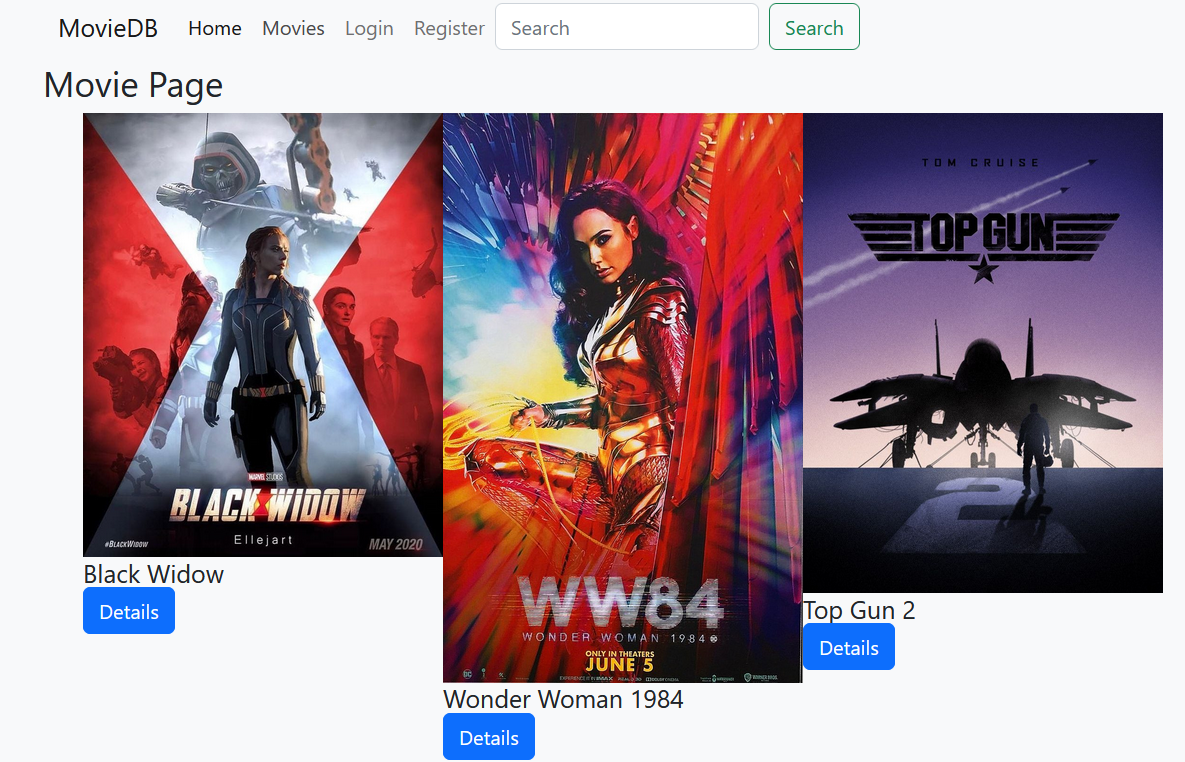 MovieDB Home Movies Login Register Search Search
Movie Page
MARVEL STUDIOS
BLACK WIDOW
Ellejart
#BLACKWIDOW
MAY 2020
Black Widow
Details
WW84
WONDER WOMAN 1984
ONLY IN THEATERS
JUNE 5
Wonder Woman 1984
Details
TOM CRUISE
TOP GUN
2
Top Gun 2
Details